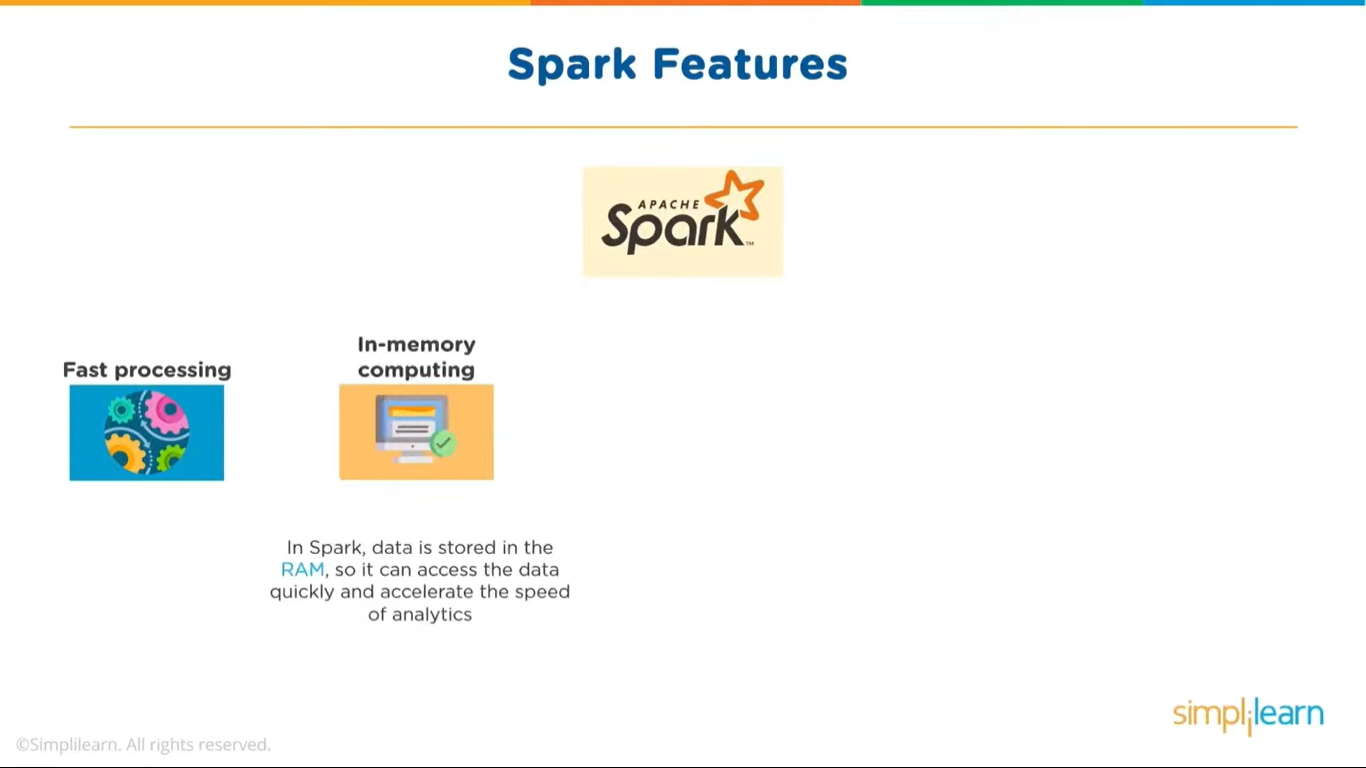 Spark Features
APACHE
Spark™
In-memory
computing
Fast processing
In Spark, data is stored in the
RAM, so it can access the data
quickly and accelerate the speed
of analytics
simplilearn
©Simplilearn. All rights reserved.